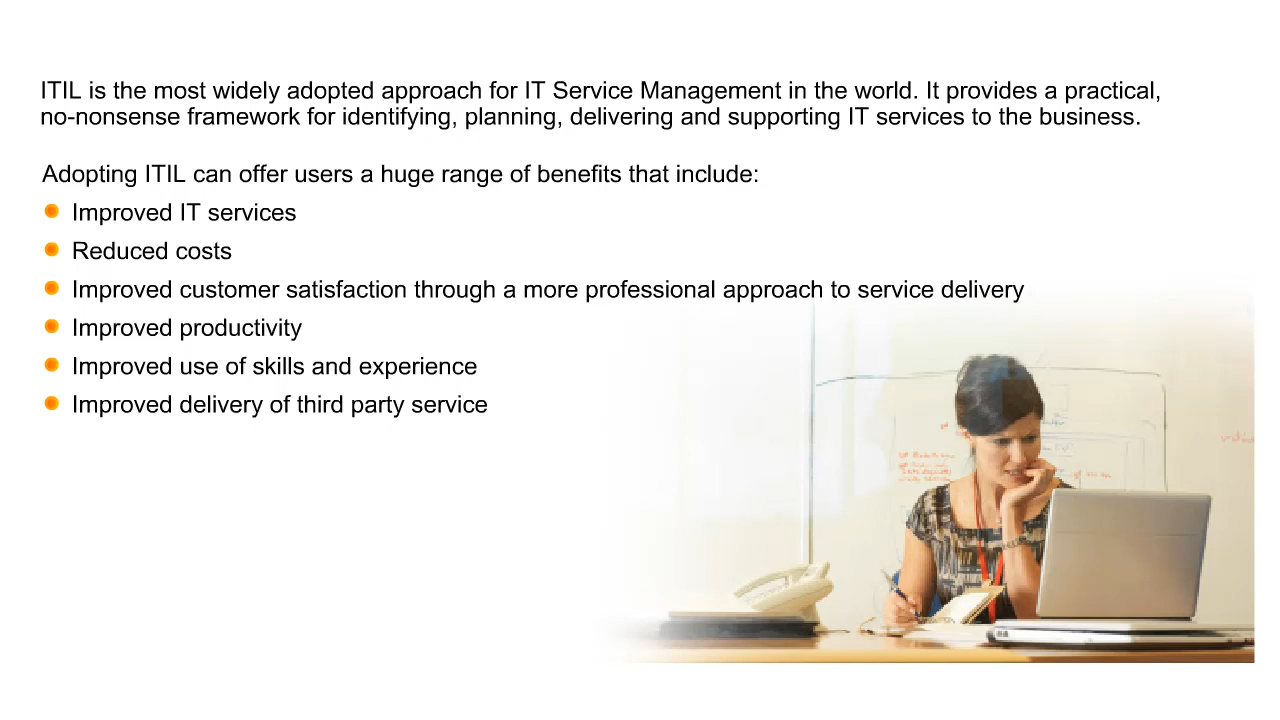 ITIL is the most widely adopted approach for IT Service Management in the world. It provides a practical,
no-nonsense framework for identifying, planning, delivering and supporting IT services to the business.
Adopting ITIL can offer users a huge range of benefits that include:
Improved IT services
Reduced costs
Improved customer satisfaction through a more professional approach to service delivery
Improved productivity
Improved use of skills and experience
Improved delivery of third party service